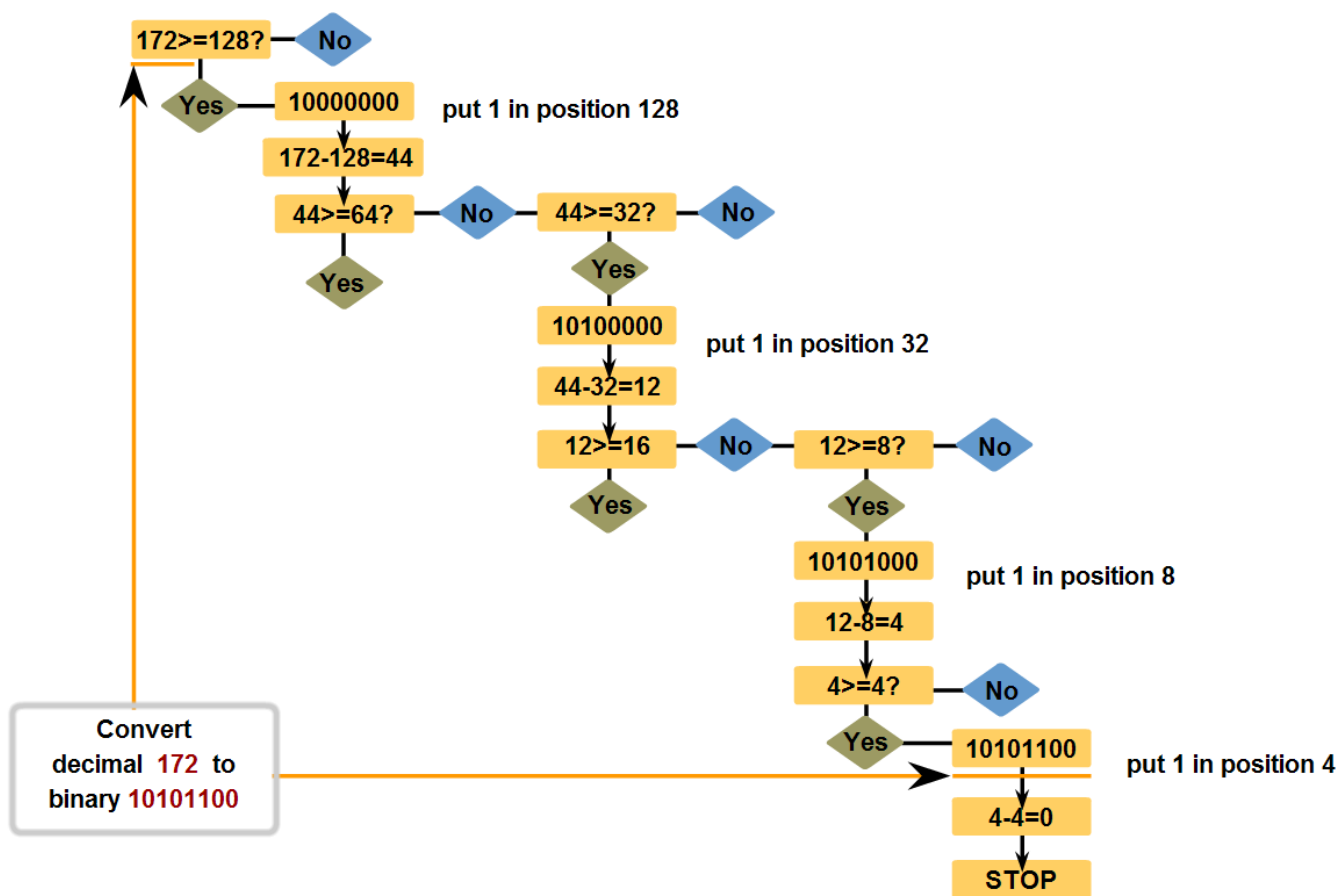 172>=128?
No
Yes
10000000
put 1 in position 128
172-128=44
44>=64?
No
44>=32?
No
Yes
Yes
10100000
put 1 in position 32
44-32=12
12>=16
No
12>=8?
No
Yes
Yes
10101000
put 1 in position 8
12-8=4
4>=4?
No
Yes
10101100
put 1 in position 4
4-4=0
STOP
Convert
decimal 172 to
binary 10101100